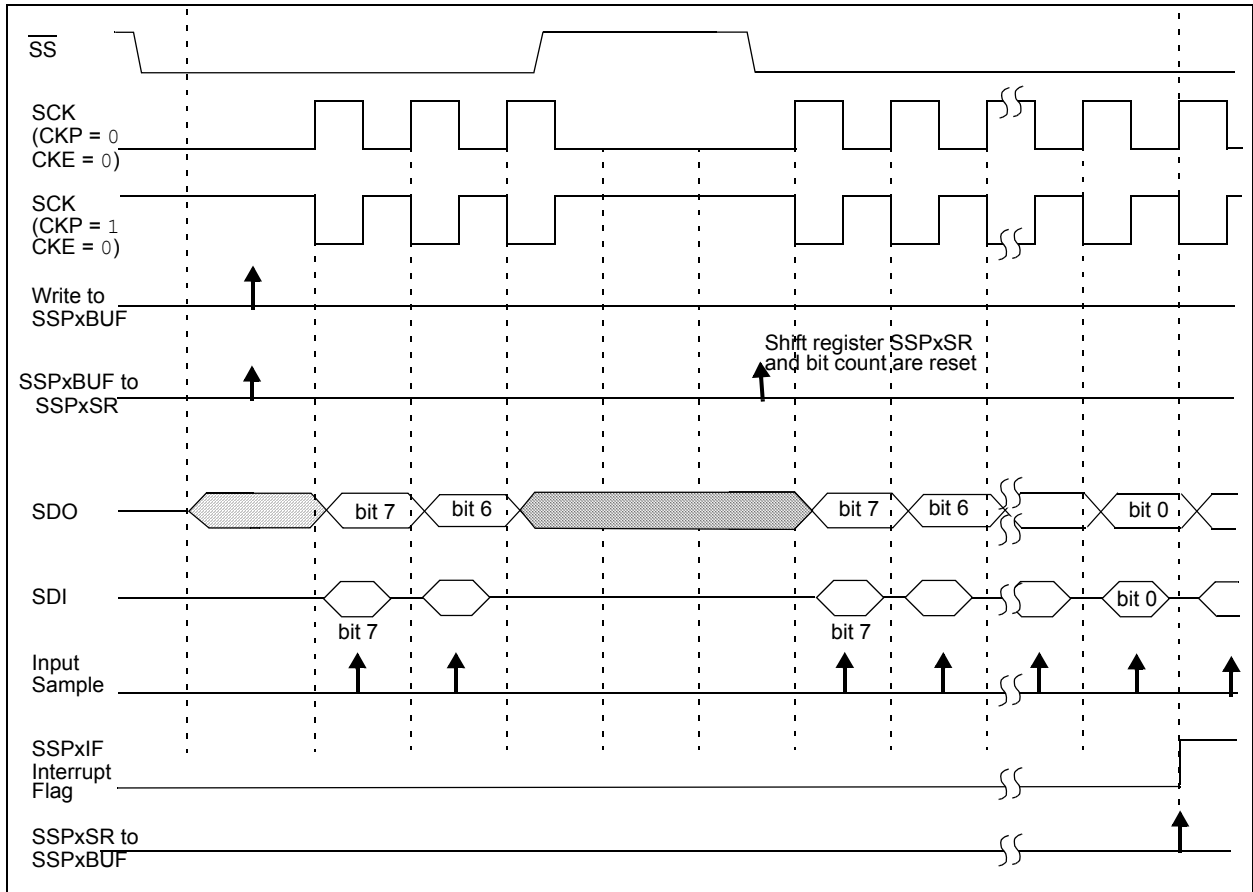 SS
SCK
(CKP = 0
CKE = 0)
SCK
(CKP = 1
CKE = 0)
Write to
SSPxBUF
Shift register SSPxSR
and bit count are reset
SSPxBUF to
SSPxSR
SDO
bit 7
bit 6
bit 7
bit 6
bit 0
SDI
bit 0
bit 7
bit 7
Input
Sample
SSPxIF
Interrupt
Flag
SSPxSR to
SSPxBUF